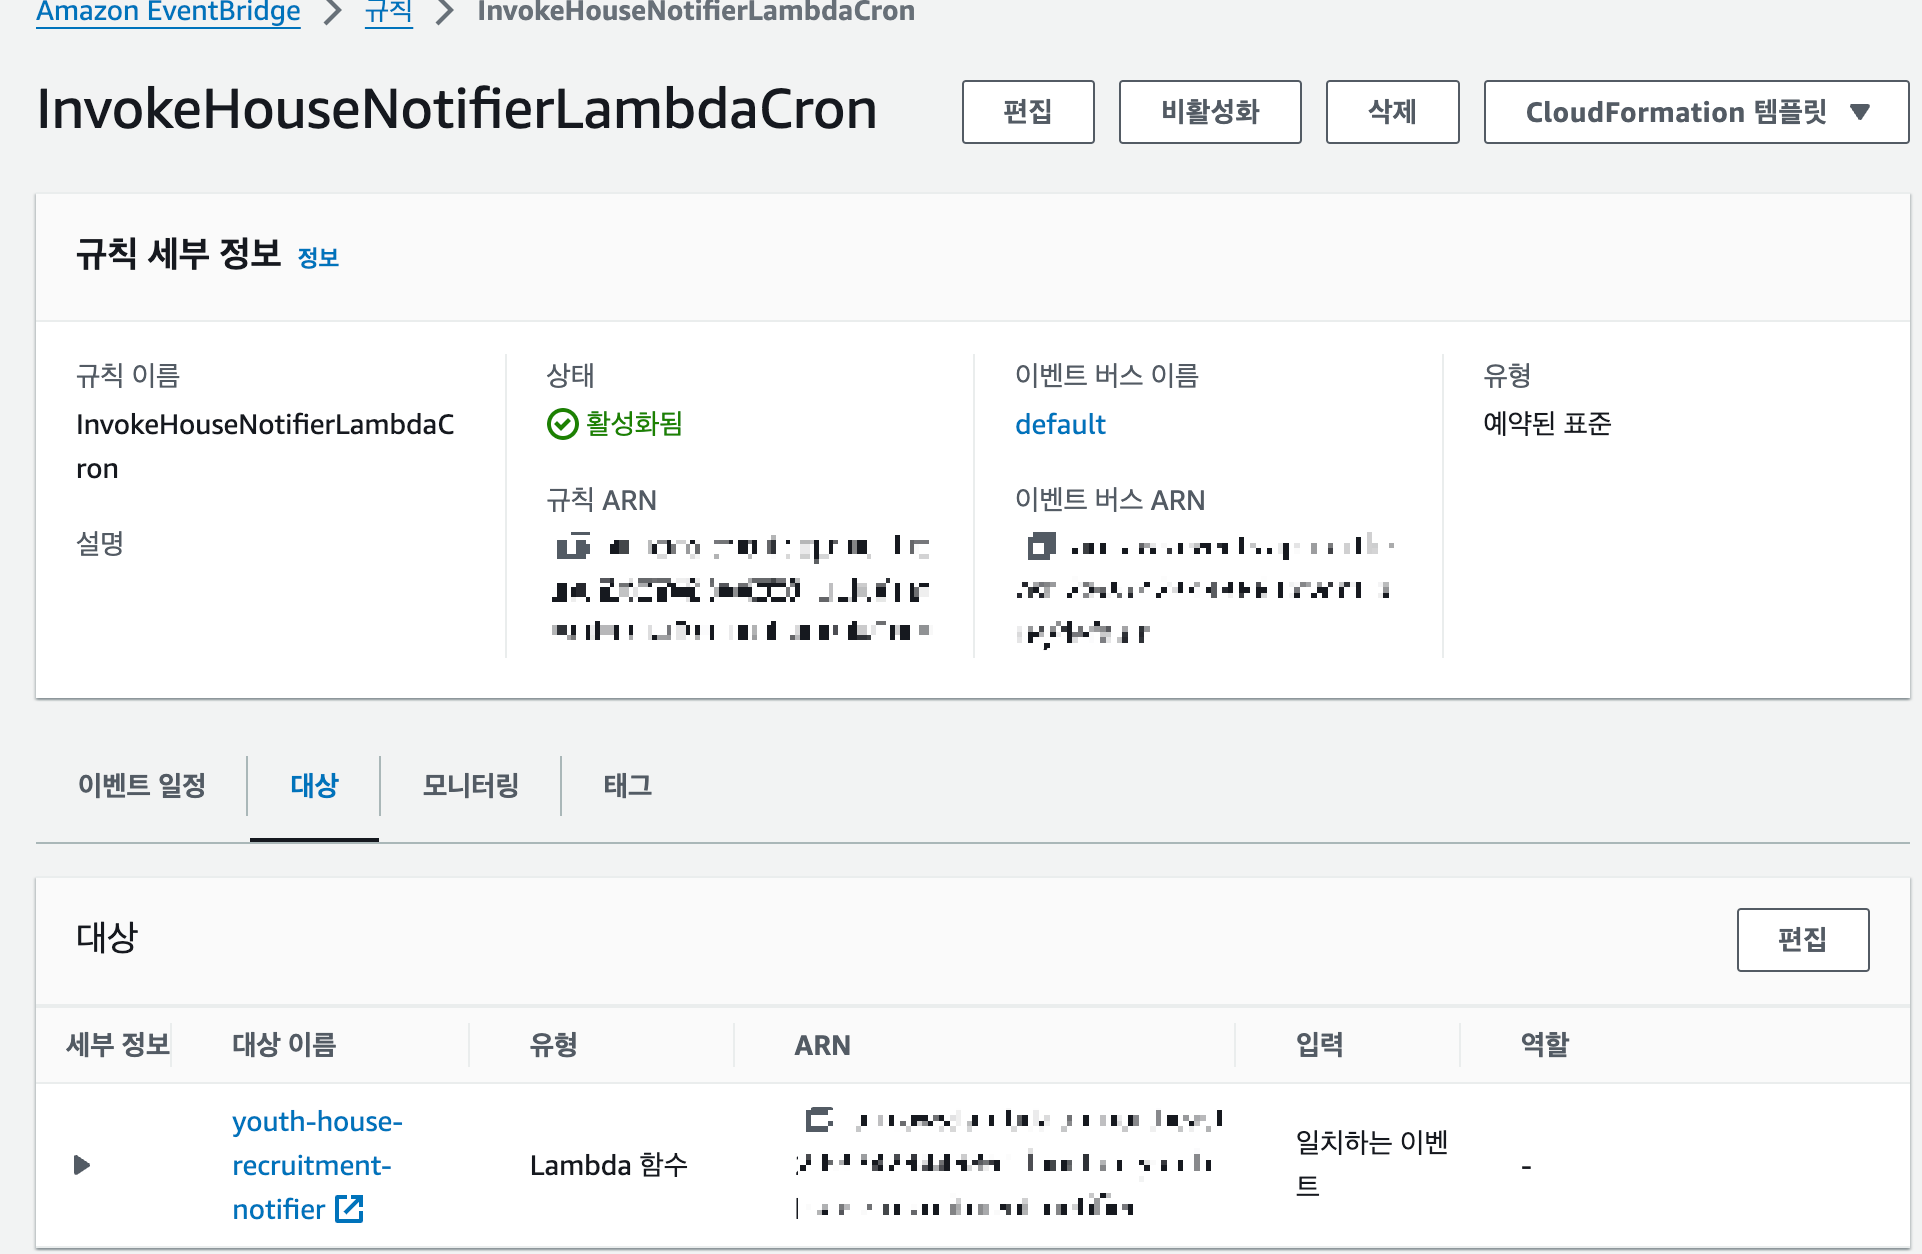 Amazon EventBridge > 규칙 > InvokeHouseNotifierLambdaCron
InvokeHouseNotifierLambdaCron
편집
비활성화
삭제
CloudFormation 템플릿
규칙 세부 정보 정보
규칙 이름
InvokeHouseNotifierLambdaC
ron
설명
상태
활성화됨
규칙 ARN
이벤트 버스 이름
default
이벤트 버스 ARN
유형
예약된 표준
이벤트 일정
대상
모니터링
태그
대상
편집
세부 정보
대상 이름
유형
ARN
입력
역할
youth-house-
recruitment-
notifier
Lambda 함수
일치하는 이벤
트
-